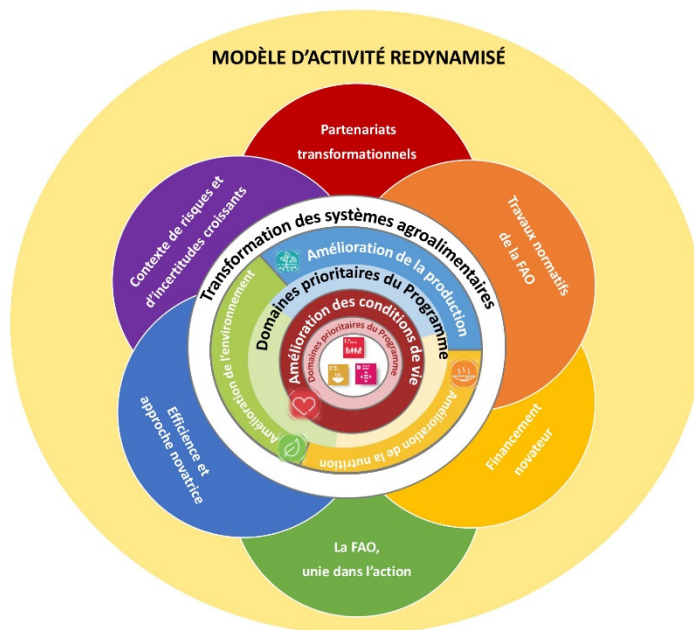 MODÈLE D'ACTIVITÉ REDYNAMISÉ
Partenariats
transformationnels
Travaux normatifs
de la FAO
Financement
novateur
La FAO,
unie dans l'action
Efficience et
approche novatrice
Contexte de risques et
d'incertitudes croissants
Transformation des systèmes agroalimentaires
Amélioration de la production
Amélioration de la nutrition
Amélioration de l'environnement
Domaines prioritaires du Programme
Amélioration des conditions de vie
Domaines prioritaires du Programme